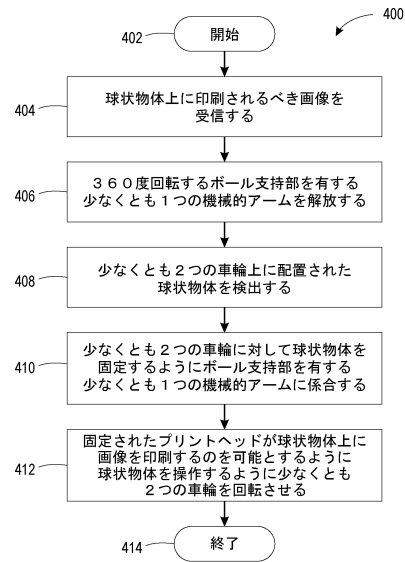 400
402
開始
404
球状物体上に印刷されるべき画像を
受信する
406
３６０度回転するボール支持部を有する
少なくとも１つの機械的アームを解放する
408
少なくとも２つの車輪上に配置された
球状物体を検出する
410
少なくとも２つの車輪に対して球状物体を
固定するようにボール支持部を有する
少なくとも１つの機械的アームに係合する
412
固定されたプリントヘッドが球状物体上に
画像を印刷するのを可能とするように
球状物体を操作するように少なくとも
２つの車輪を回転させる
414
終了